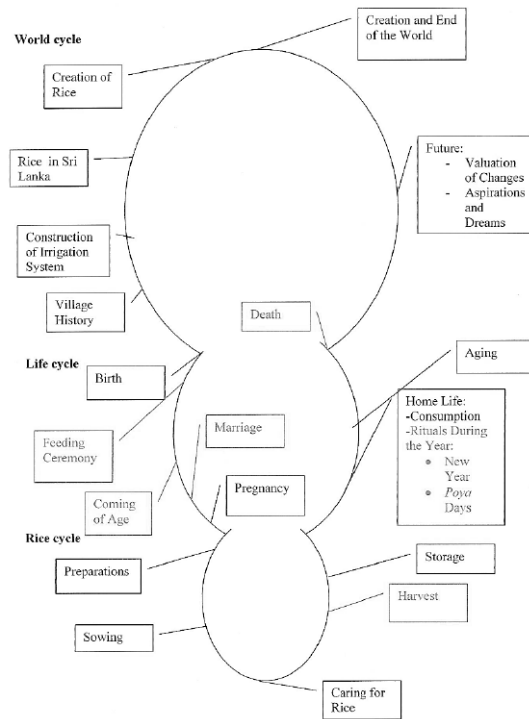 Creation and End
of the World
World cycle
Creation of
Rice
Rice in Sri
Lanka
Future:
- Valuation
of Changes
- Aspirations
and
Dreams
Construction
of Irrigation
System
Village
History
Death
Aging
Life cycle
Birth
Home Life:
-Consumption
-Rituals During
the Year:
• New
Year
• Poya
Days
Feeding
Ceremony
Marriage
Coming
of Age
Pregnancy
Rice cycle
Preparations
Storage
Harvest
Sowing
Caring for
Rice